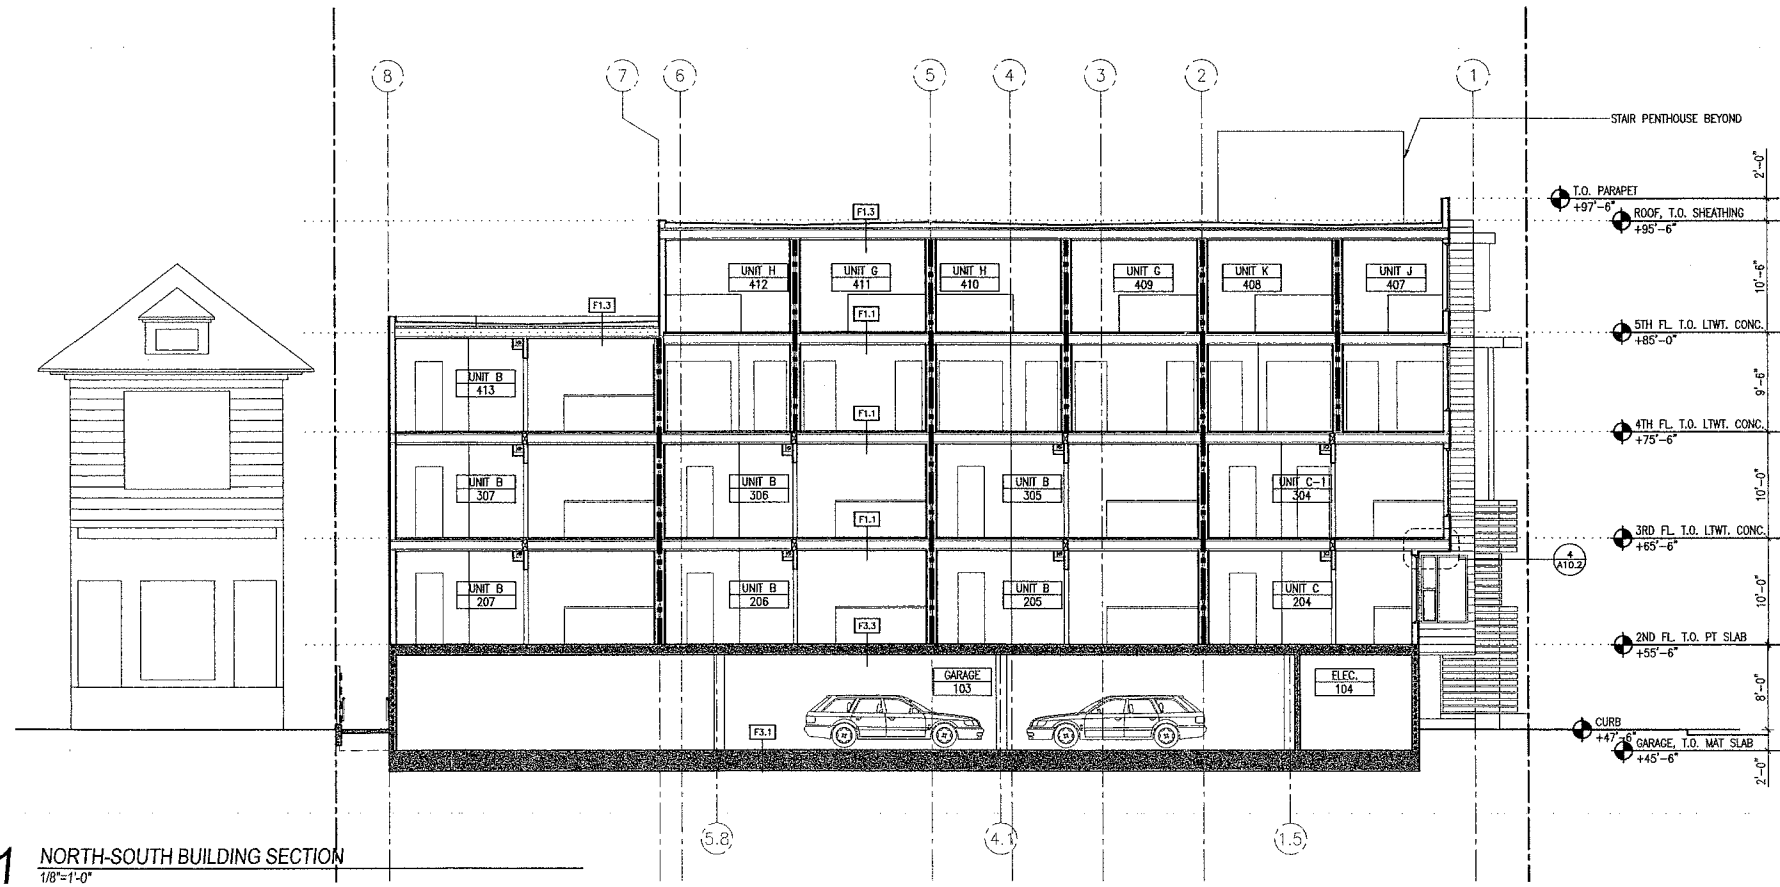 8
7
6
5
4
3
2
1
STAIR PENTHOUSE BEYOND
2'-0"
T.O. PARAPET
+97'-6"
ROOF, T.O. SHEATHING
+95'-6"
F1.3
UNIT H
412
UNIT G
411
UNIT H
410
UNIT G
409
UNIT K
408
UNIT J
407
10'-6"
F1.3
F1.1
5TH FL. T.O. LTWT. CONC.
+85'-0"
UNIT B
413
9'-6"
F1.1
4TH FL. T.O. LTWT. CONC.
+75'-6"
UNIT B
307
UNIT B
306
UNIT B
305
UNIT C-1
304
10'-0"
F1.1
3RD FL. T.O. LTWT. CONC.
+65'-6"
4
A10.2
UNIT B
207
UNIT B
206
UNIT B
205
UNIT C
204
10'-0"
F3.3
2ND FL. T.O. PT SLAB
+55'-6"
GARAGE
103
ELEC.
104
8'-0"
F3.1
CURB
+47'-6"
GARAGE, T.O. MAT SLAB
+45'-6"
2'-0"
5.8
4.1
1.5
1
NORTH-SOUTH BUILDING SECTION
1/8"=1'-0"